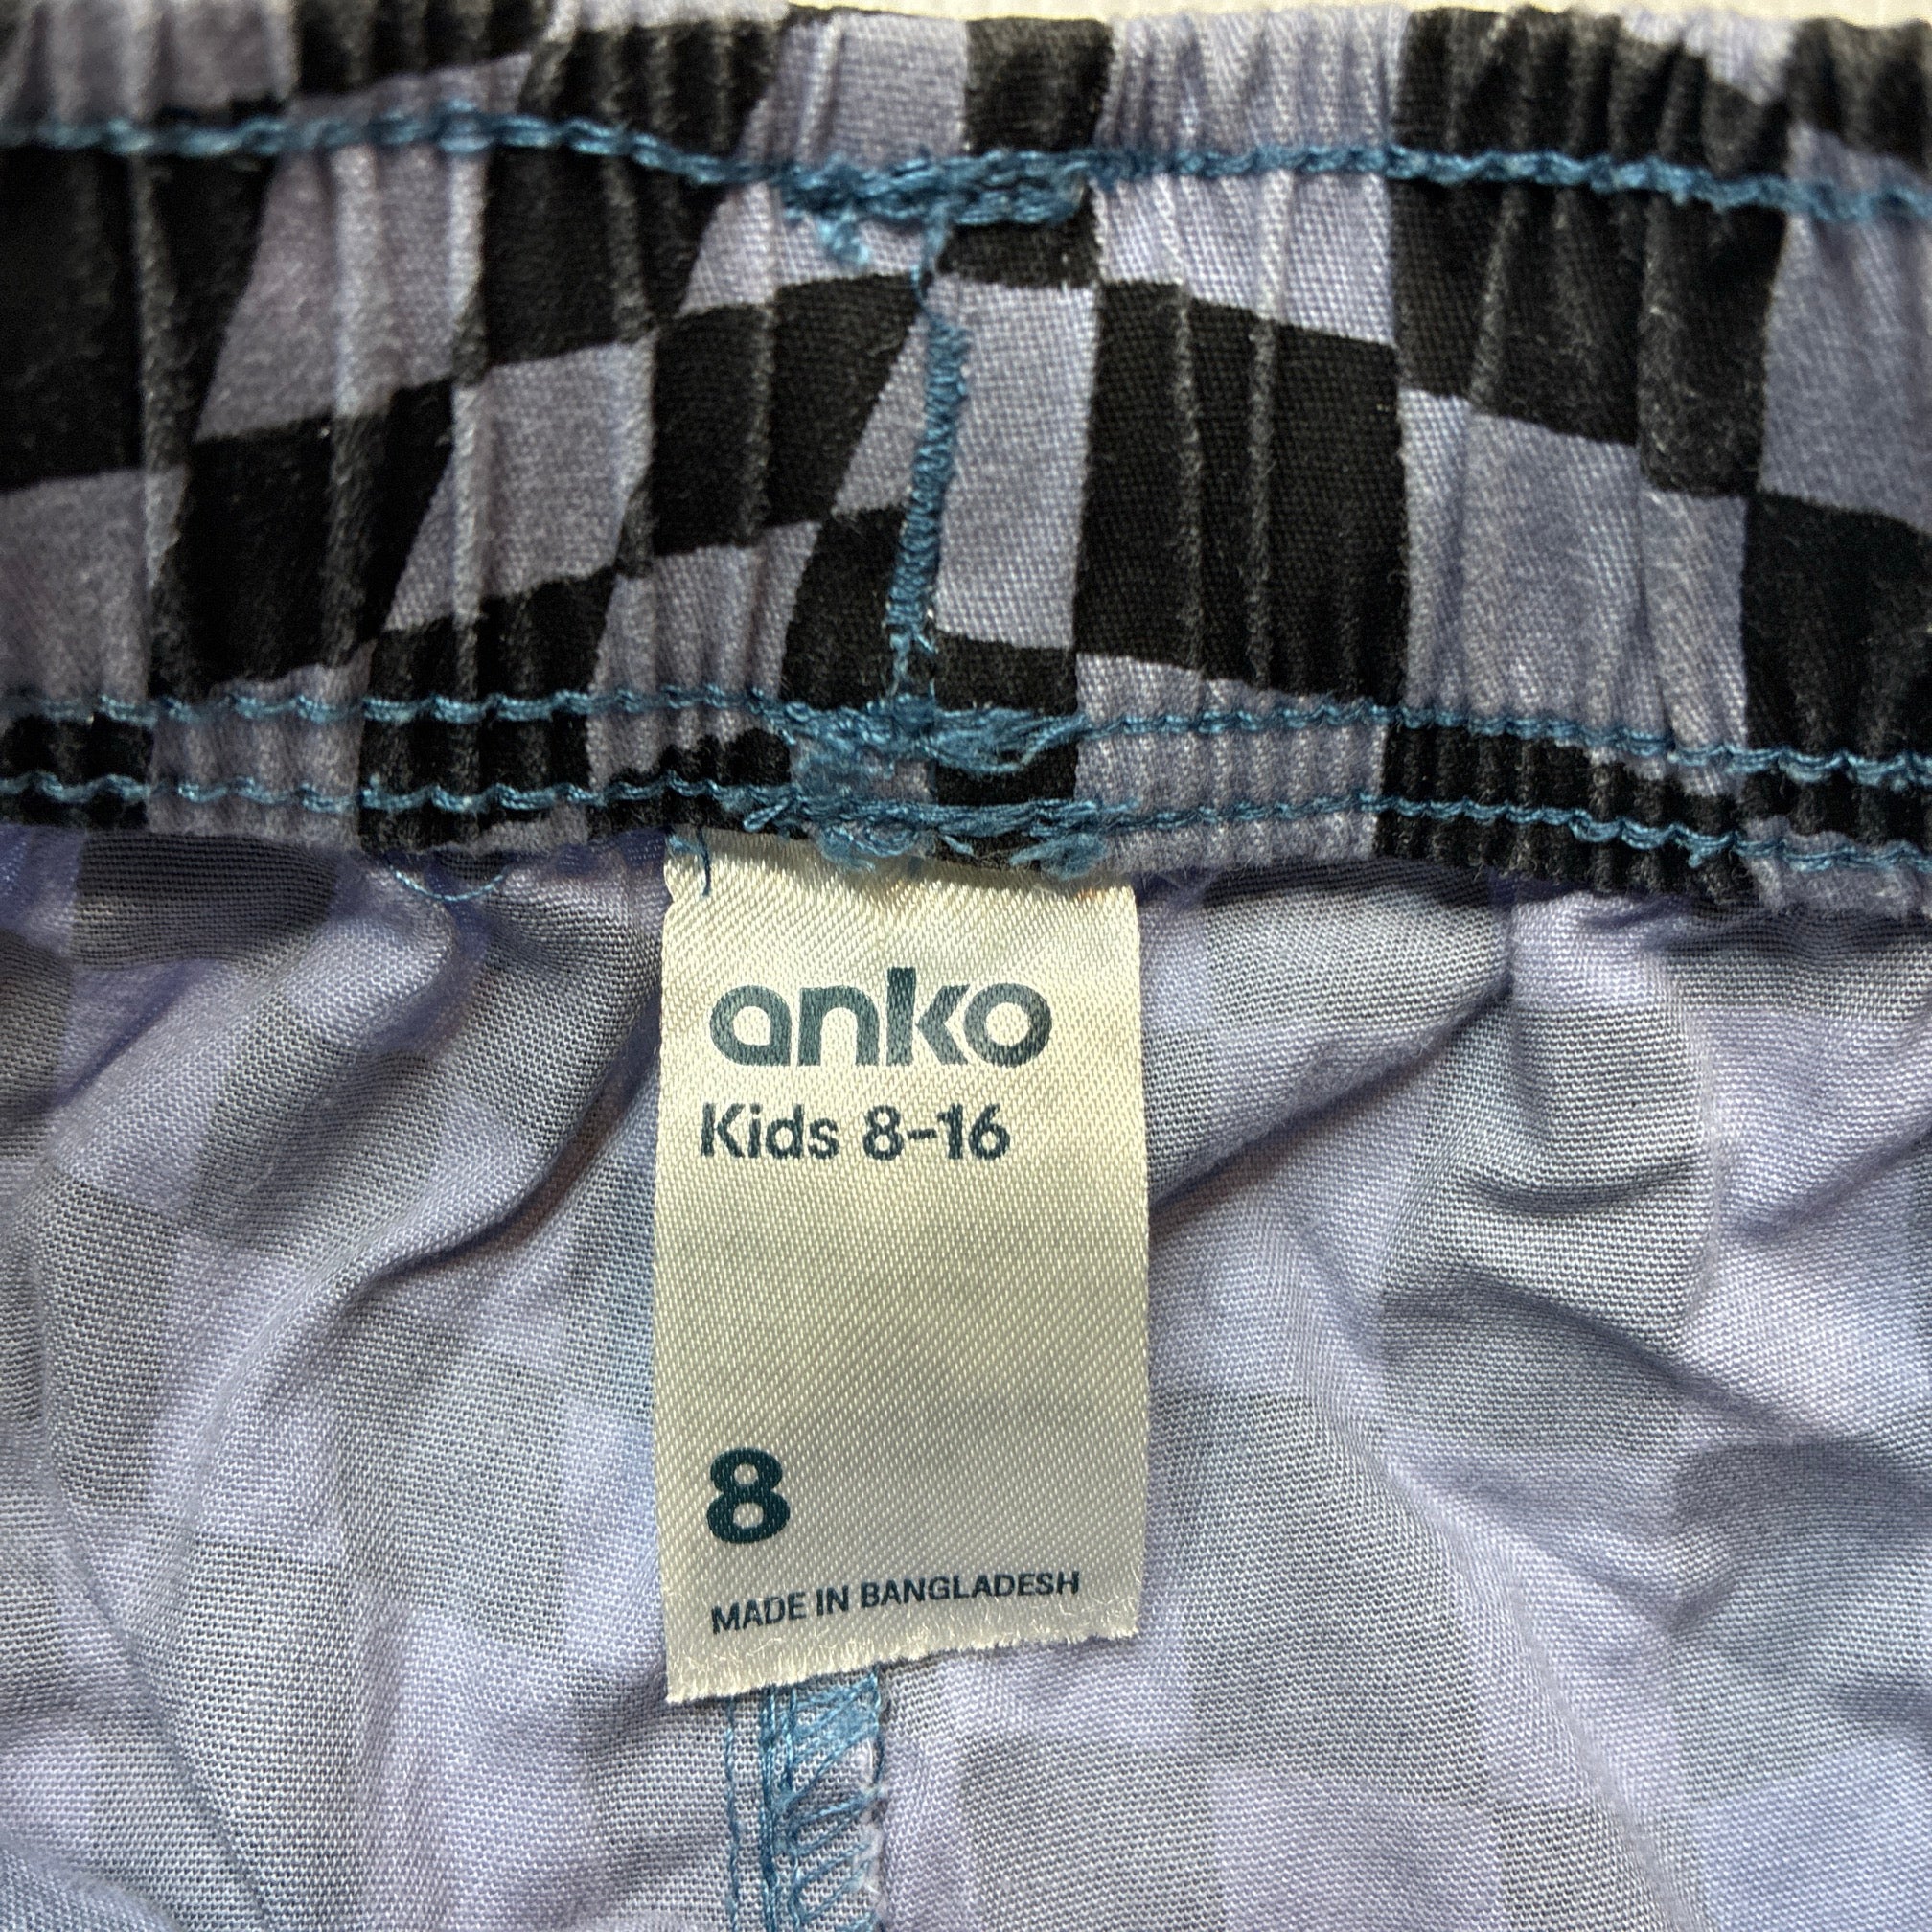 anko
Kids 8-16
8
MADE IN BANGLADESH